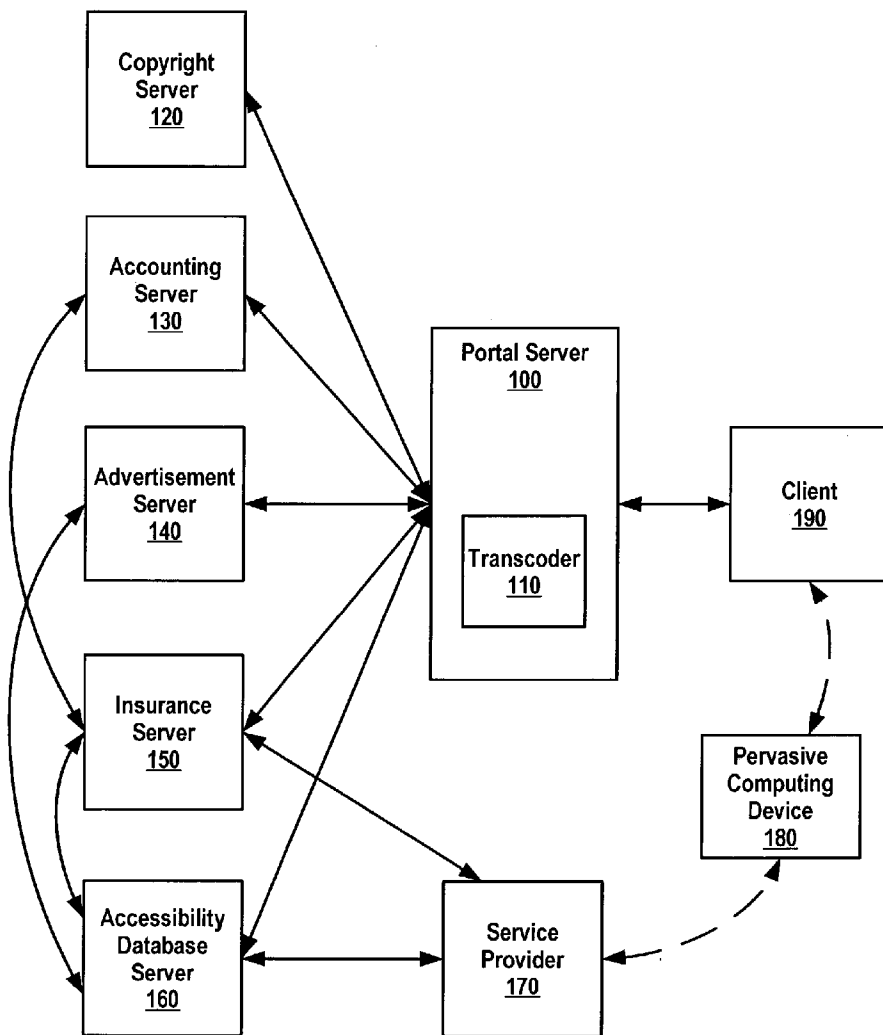 Copyright
Server
120
Accounting
Server
130
Portal Server
100
Advertisement
Server
140
Client
190
Transcoder
110
Insurance
Server
150
Pervasive
Computing
Device
180
Accessibility
Database
Server
160
Service
Provider
170